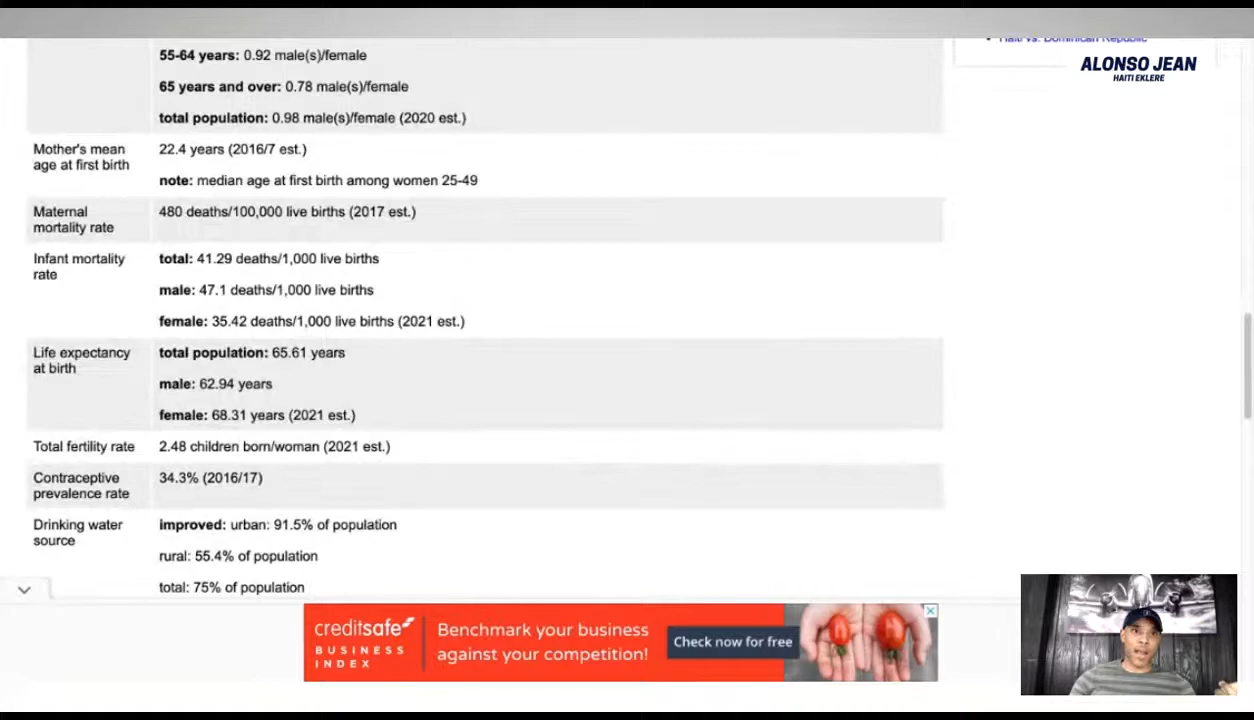 Haiti vs. Dominican Republic
ALONSO JEAN
HAITI EKLERE
55-64 years: 0.92 male(s)/female
65 years and over: 0.78 male(s)/female
total population: 0.98 male(s)/female (2020 est.)
Mother's mean
age at first birth
22.4 years (2016/7 est.)
note: median age at first birth among women 25-49
Maternal
mortality rate
480 deaths/100,000 live births (2017 est.)
Infant mortality
rate
total: 41.29 deaths/1,000 live births
male: 47.1 deaths/1,000 live births
female: 35.42 deaths/1,000 live births (2021 est.)
Life expectancy
at birth
total population: 65.61 years
male: 62.94 years
female: 68.31 years (2021 est.)
Total fertility rate
2.48 children born/woman (2021 est.)
Contraceptive
prevalence rate
34.3% (2016/17)
Drinking water
source
improved: urban: 91.5% of population
rural: 55.4% of population
total: 75% of population
creditsafe
BUSINESS
INDEX
Benchmark your business
against your competition!
Check now for free